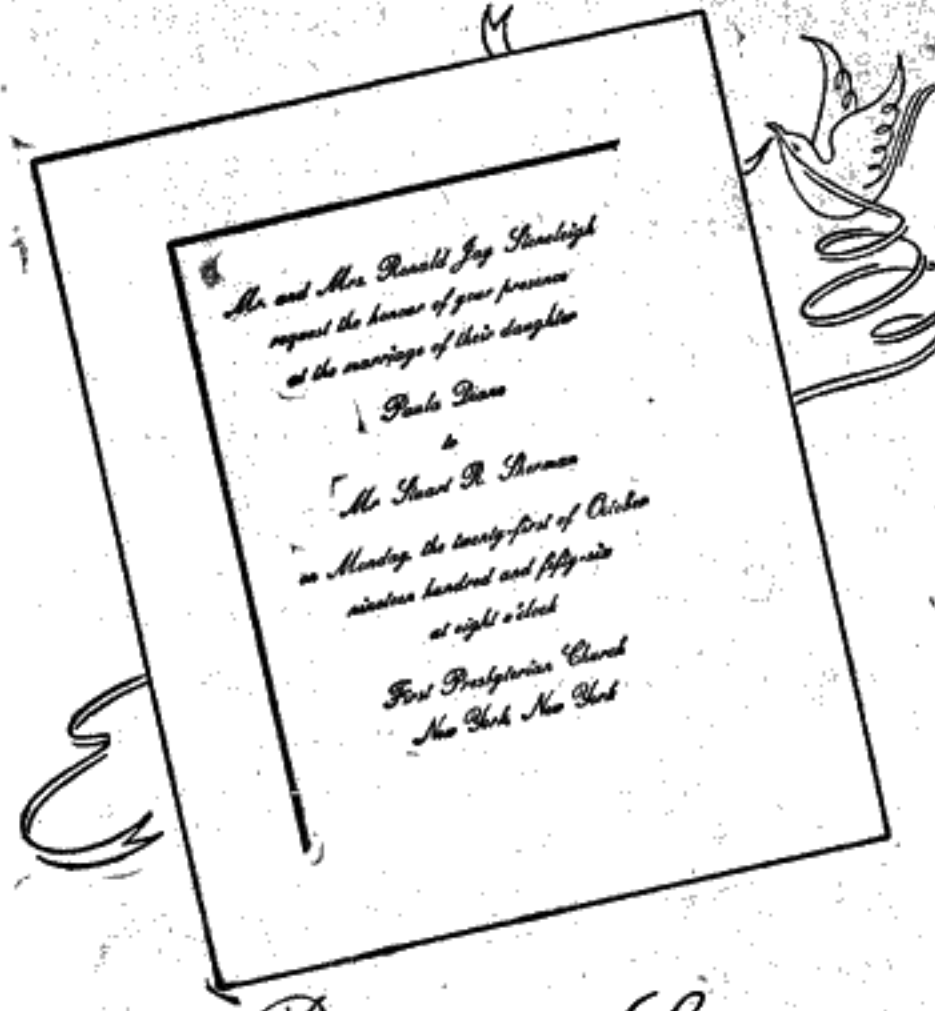 Mr. and Mrs. Ronald Jay Stoneleigh
request the honour of your presence
at the marriage of their daughter
Paula Diane
to
Mr. Stuart R. Sherman
on Monday, the twenty-first of October
nineteen hundred and fifty-six
at eight o'clock
First Presbyterian Church
New York, New York